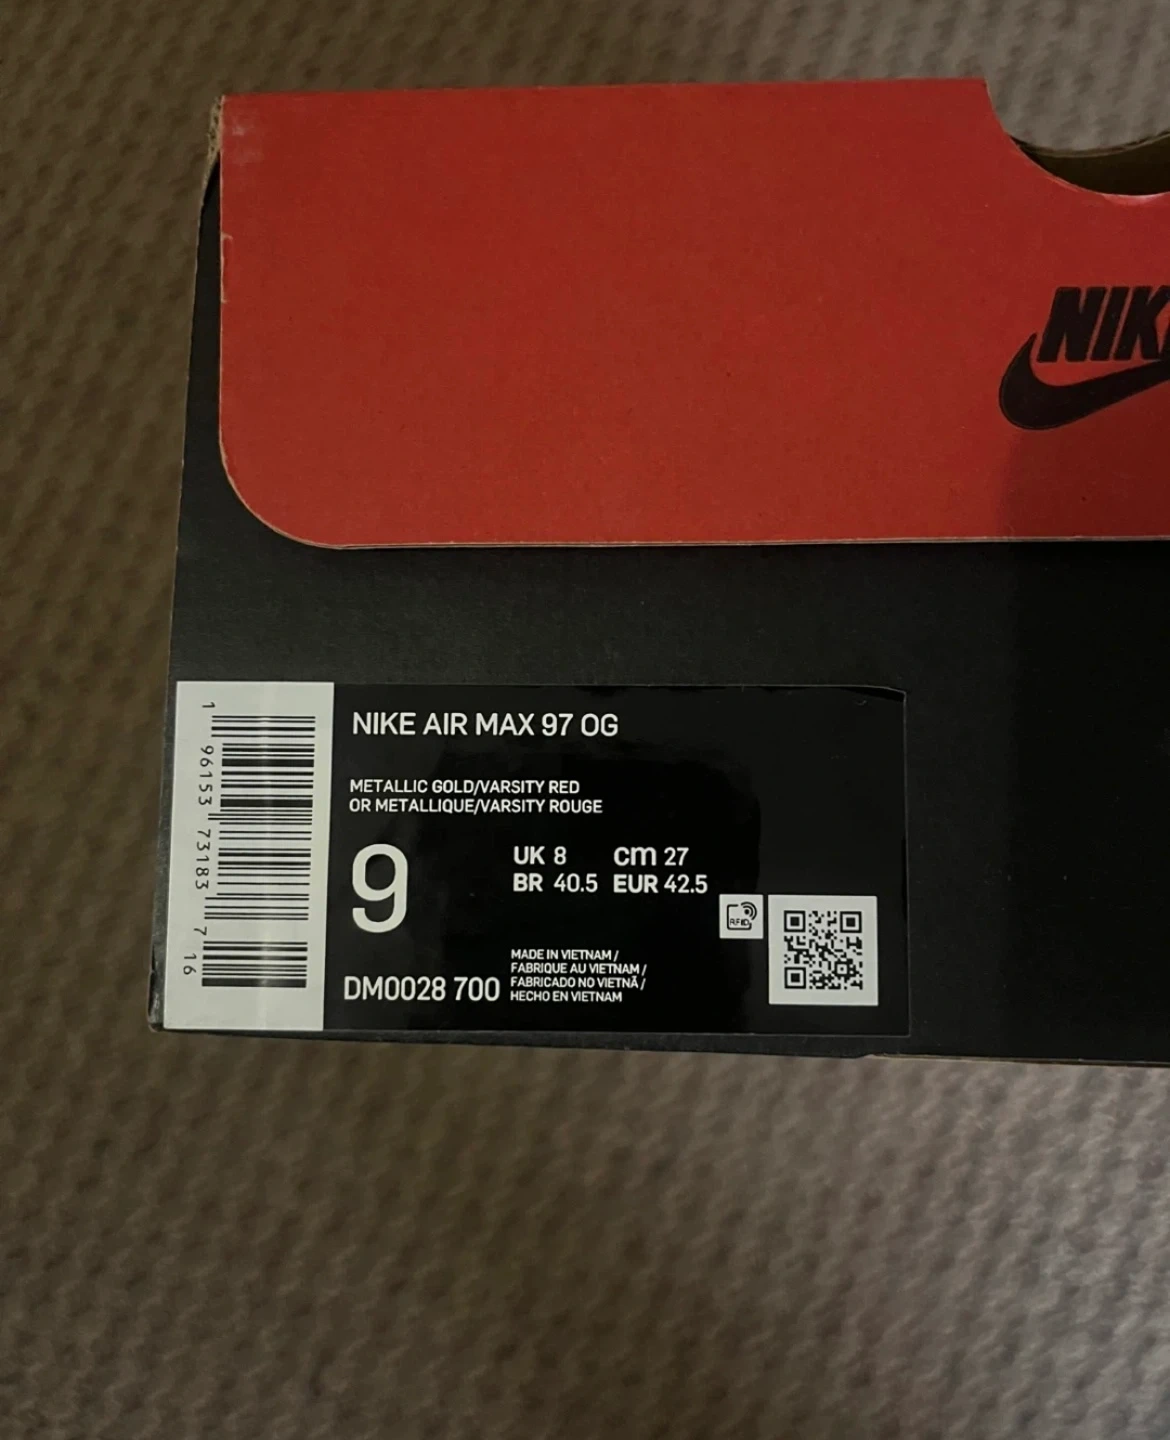 NIKE
NIKE AIR MAX 97 OG
METALLIC GOLD/VARSITY RED
OR METALLIQUE/VARSITY ROUGE
9
UK 8 cm 27
BR 40.5 EUR 42.5
RFID
MADE IN VIETNAM /
FABRIQUE AU VIETNAM /
FABRICADO NO VIETNÃ /
HECHO EN VIETNAM
DM0028 700
1 96153 73183 7 16